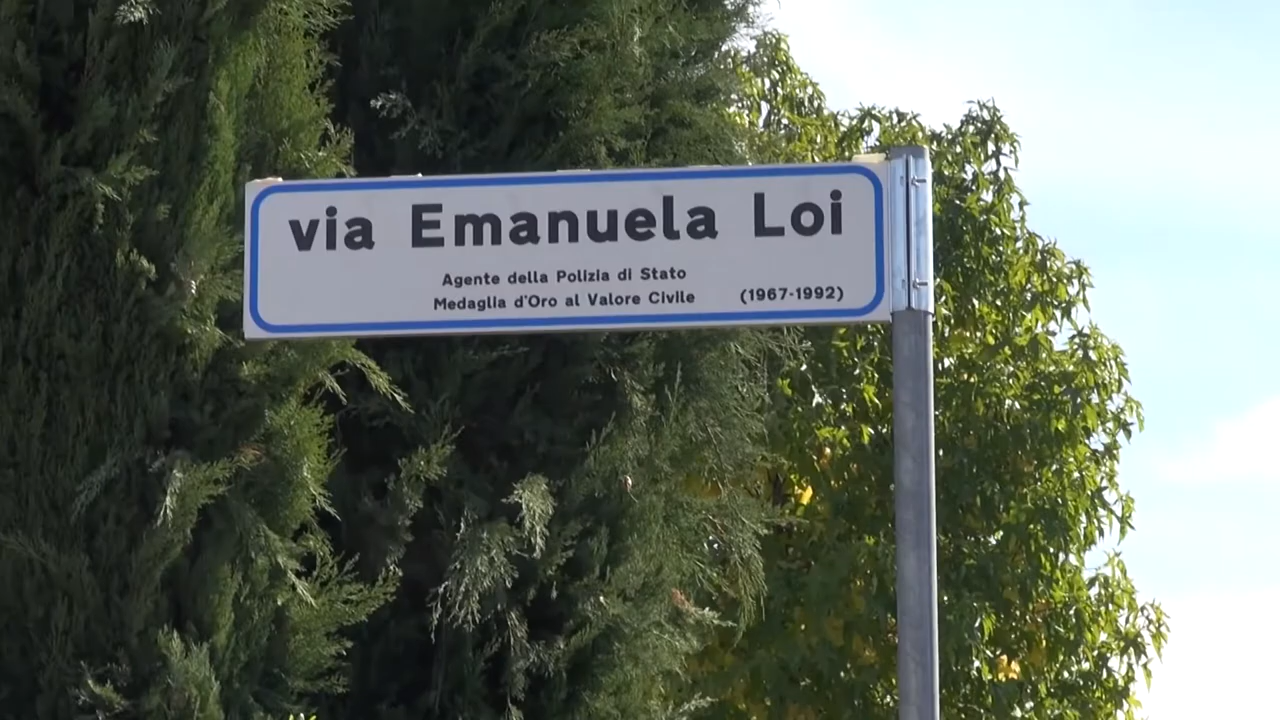 via Emanuela Loi
Agente della Polizia di Stato
Medaglia d'Oro al Valore Civile (1967-1992)